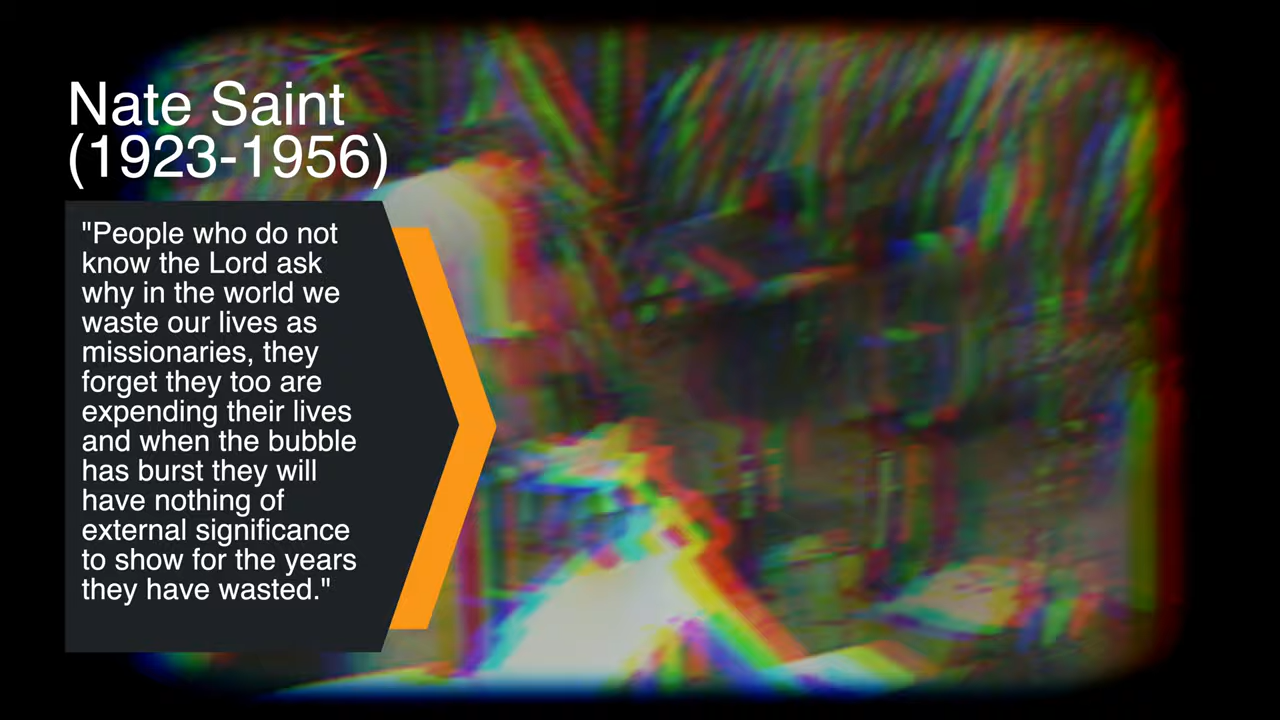 Nate Saint
(1923-1956)
"People who do not
know the Lord ask
why in the world we
waste our lives as
missionaries, they
forget they too are
expending their lives
and when the bubble
has burst they will
have nothing of
external significance
to show for the years
they have wasted."